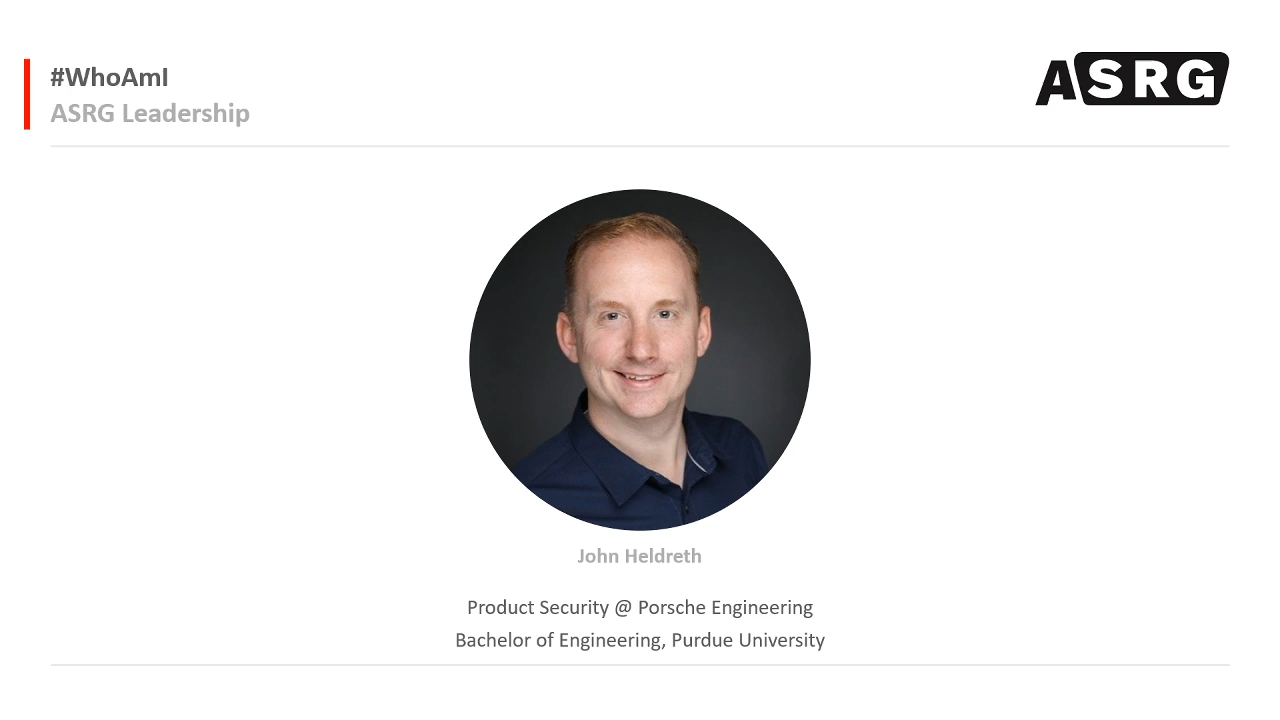 #WhoAmI
ASRG Leadership
ASRG
John Heldreth
Product Security @ Porsche Engineering
Bachelor of Engineering, Purdue University